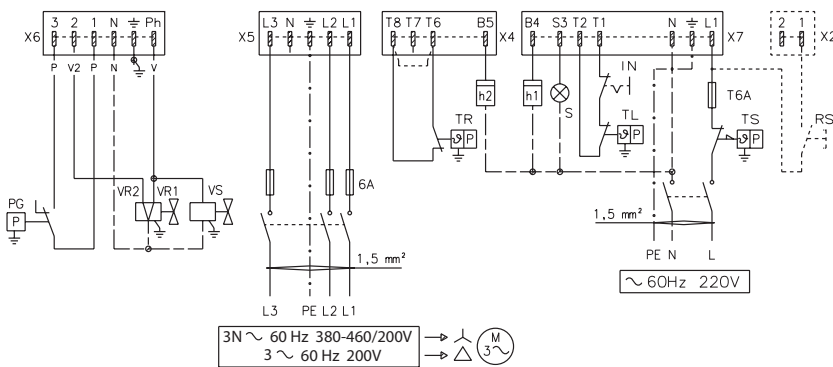 3 2 1 N ⏚ Ph
X6
P V2 P N V
PG
P
VR2 VR1 VS
L3 N ⏚ L2 L1
X5
6A
1,5 mm²
L3 PE L2 L1
3N ~ 60 Hz 380-460/200V
3 ~ 60 Hz 200V
M
3~
T8 T7 T6 B5
X4
h2
TR
ϑ P
B4 S3 T2 T1 N ⏚ L1
X7
h1
S
IN
TL
ϑ P
T6A
TS
ϑ P
1,5 mm²
PE N L
~ 60Hz 220V
2 1
X2
RS